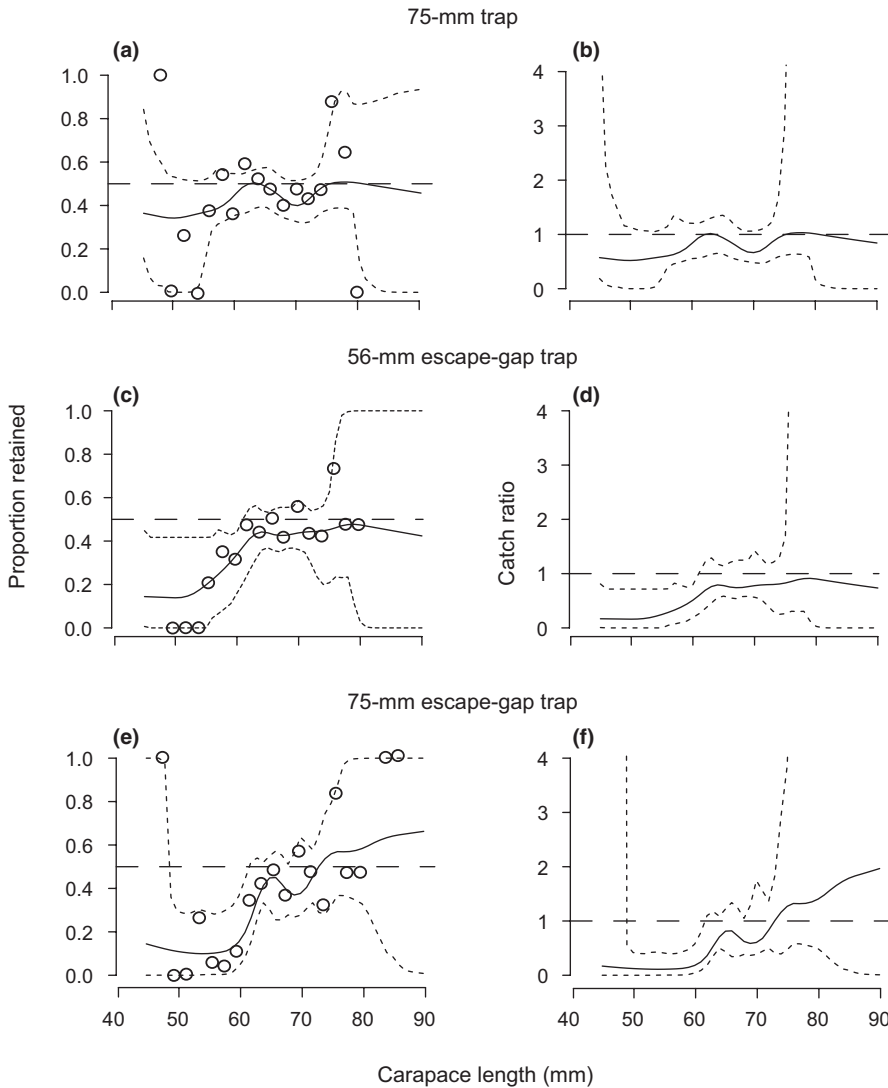 75-mm trap
(a)
1.0
0.8
0.6
0.4
0.2
0.0
(b)
4
3
2
1
0
56-mm escape-gap trap
(c)
1.0
0.8
0.6
0.4
0.2
0.0
(d)
4
3
2
1
0
75-mm escape-gap trap
(e)
1.0
0.8
0.6
0.4
0.2
0.0
40 50 60 70 80 90
(f)
4
3
2
1
0
40 50 60 70 80 90
Proportion retained
Catch ratio
Carapace length (mm)